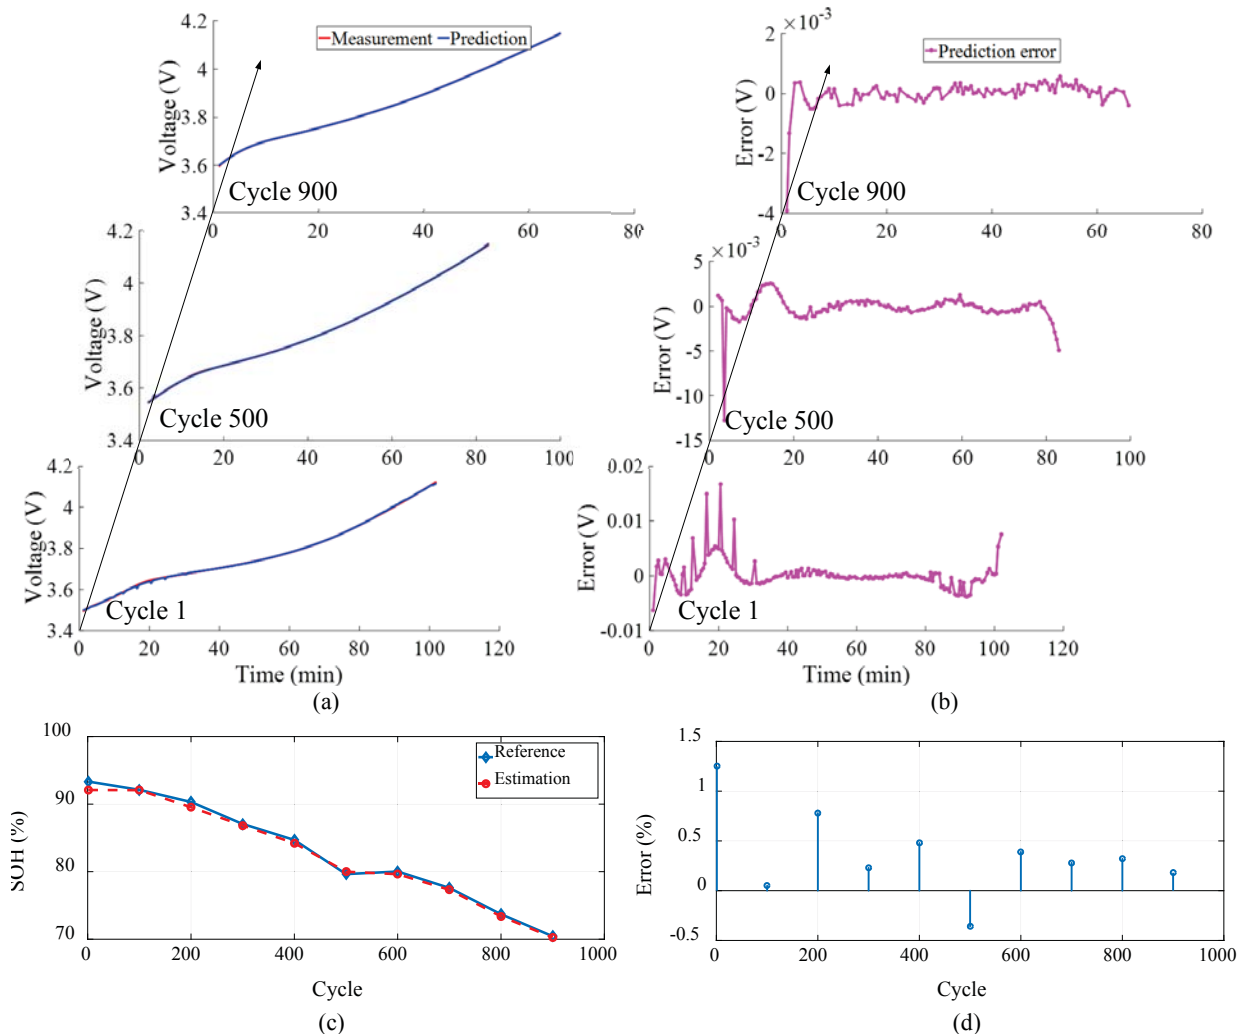 4.2
Measurement Prediction
4
3.8
3.6
3.4
Voltage (V)
Cycle 900
0 20 40 60 80
4.2
4
3.8
3.6
3.4
Voltage (V)
Cycle 500
0 20 40 60 80 100
4.2
4
3.8
3.6
3.4
Voltage (V)
Cycle 1
0 20 40 60 80 100 120
Time (min)
(a)
×10⁻³
2
0
-2
-4
Error (V)
Prediction error
Cycle 900
0 20 40 60 80
×10⁻³
5
0
-5
-10
-15
Error (V)
Cycle 500
0 20 40 60 80 100
0.02
0.01
0
-0.01
Error (V)
Cycle 1
0 20 40 60 80 100 120
Time (min)
(b)
100
90
80
70
SOH (%)
Reference
Estimation
0 200 400 600 800 1000
Cycle
(c)
1.5
1
0.5
0
-0.5
Error (%)
0 200 400 600 800 1000
Cycle
(d)